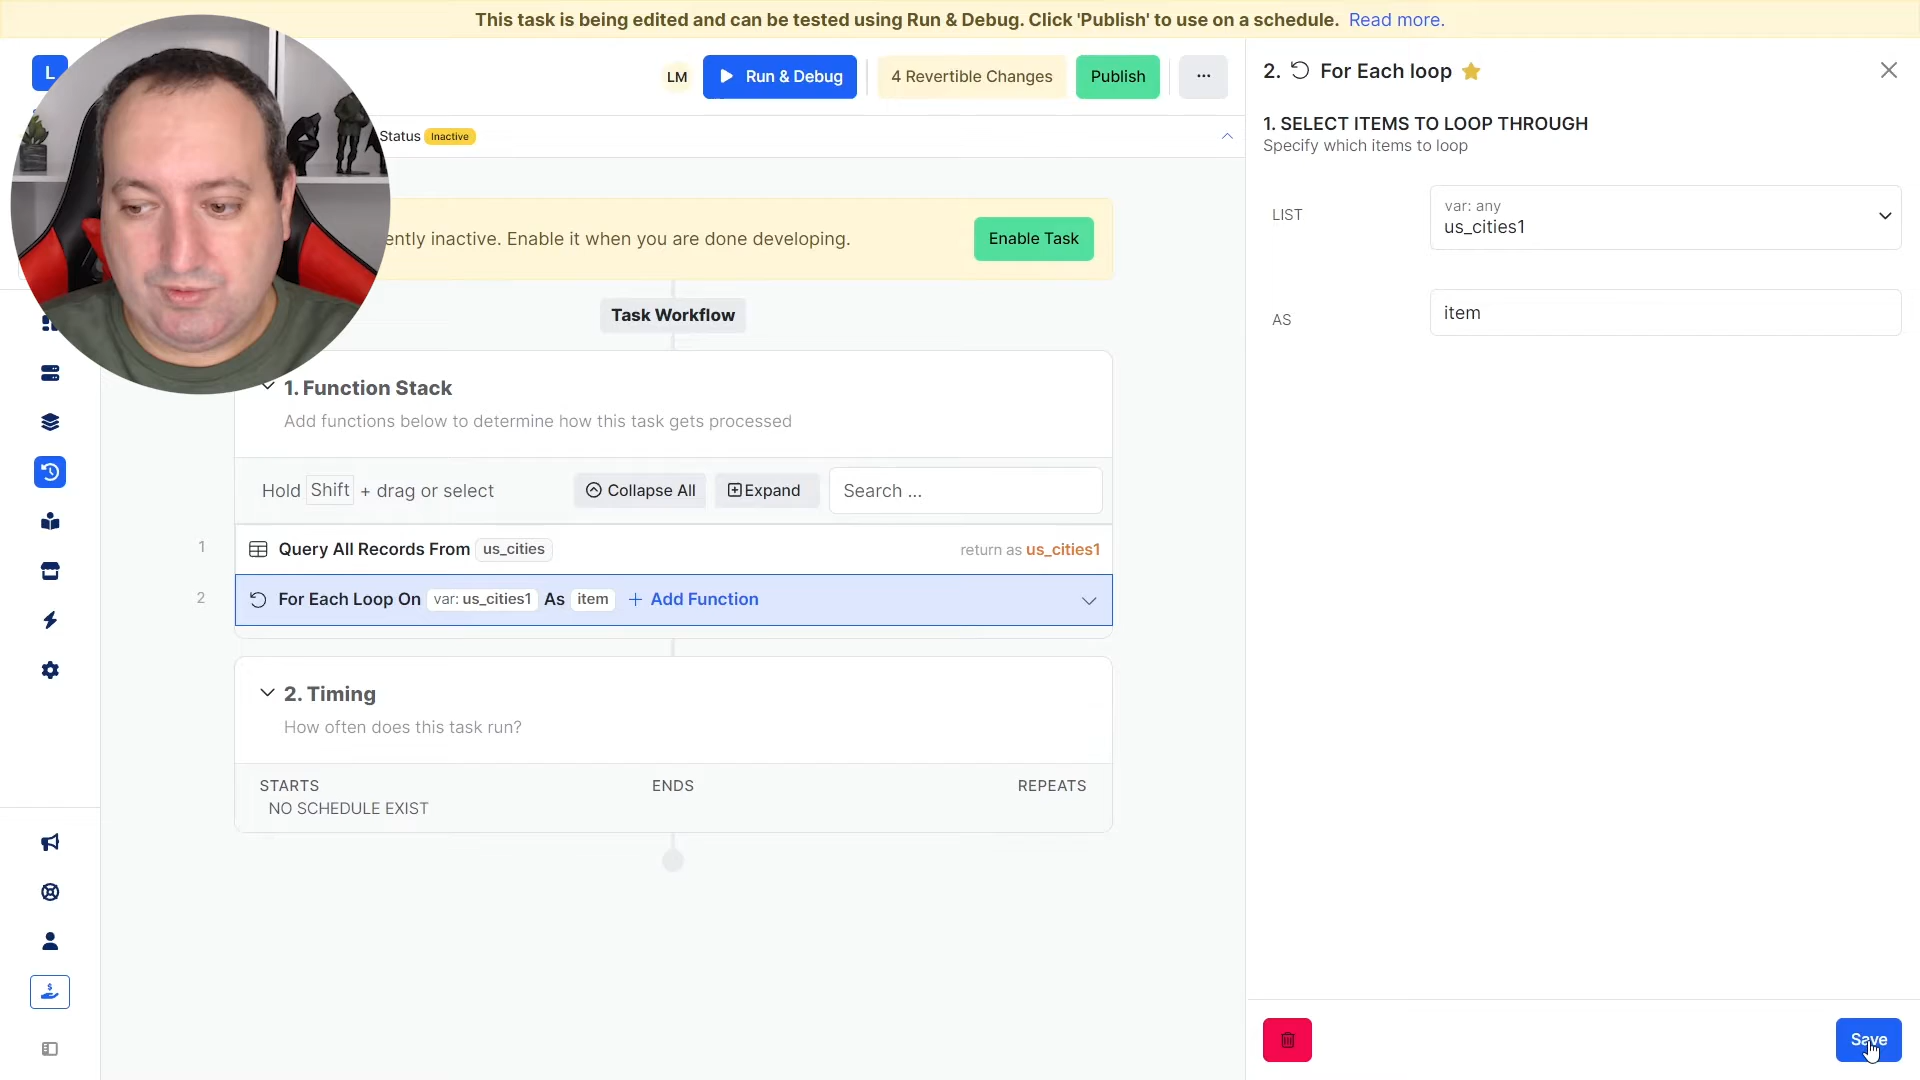 This task is being edited and can be tested using Run & Debug. Click 'Publish' to use on a schedule. Read more.
L
LM
Run & Debug
4 Revertible Changes
Publish
...
Status Inactive
ently inactive. Enable it when you are done developing.
Enable Task
Task Workflow
1. Function Stack
Add functions below to determine how this task gets processed
Hold Shift + drag or select
Collapse All
Expand
Search ...
1
Query All Records From us_cities
return as us_cities1
2
For Each Loop On var: us_cities1 As item + Add Function
2. Timing
How often does this task run?
STARTS
ENDS
REPEATS
NO SCHEDULE EXIST
2. For Each loop
1. SELECT ITEMS TO LOOP THROUGH
Specify which items to loop
LIST
var: any
us_cities1
AS
item
Save